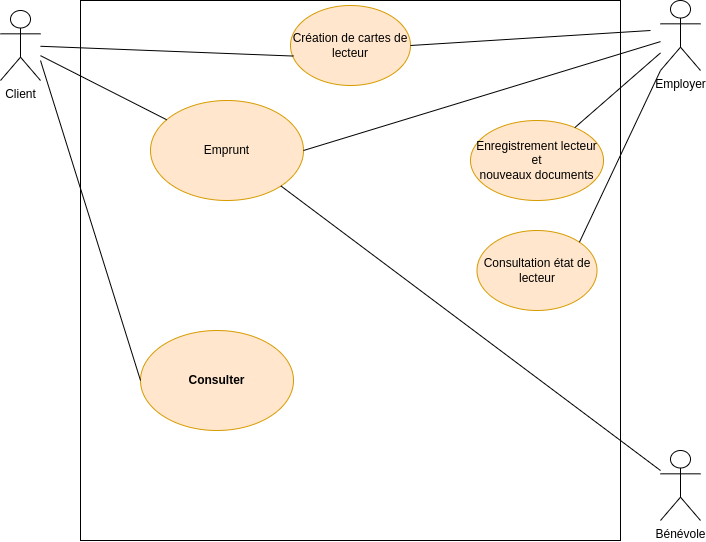 Création de cartes de
lecteur
Client
Employer
Emprunt
Enregistrement lecteur
et
nouveaux documents
Consultation état de
lecteur
Consulter
Bénévole